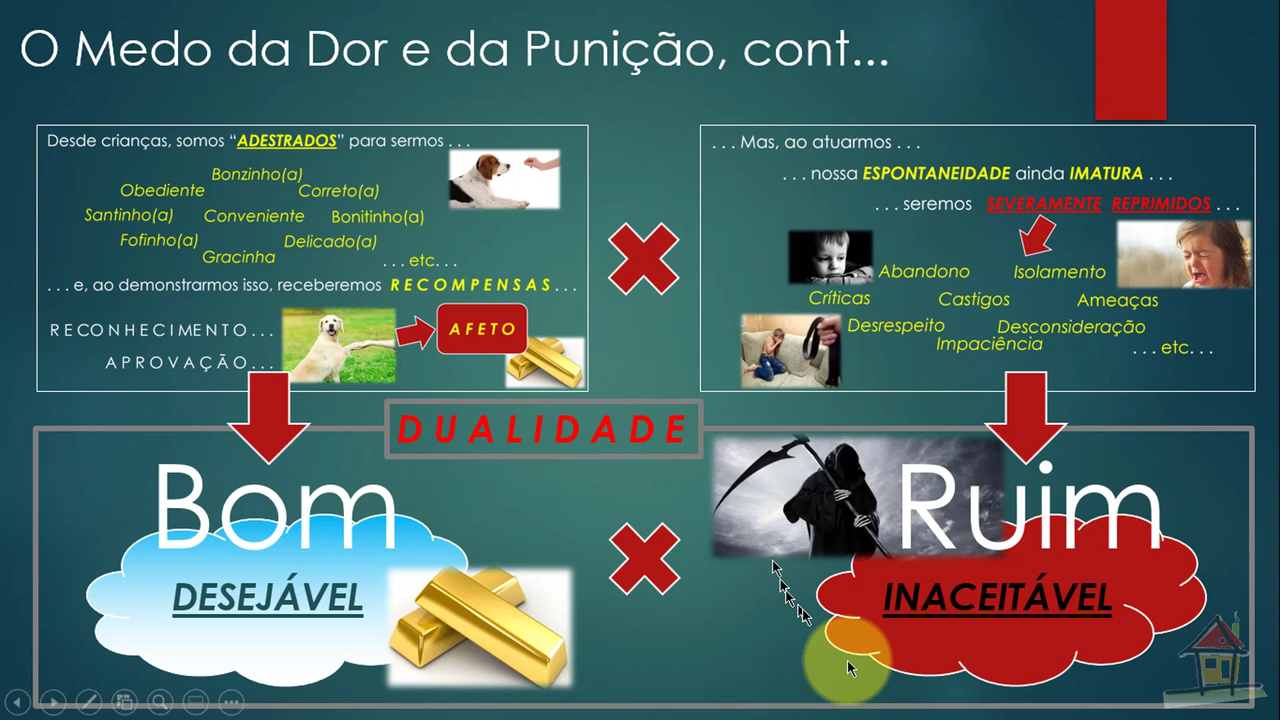 O Medo da Dor e da Punição, cont...
Desde crianças, somos “ADESTRADOS” para sermos . . .
Bonzinho(a)
Obediente Correto(a)
Santinho(a) Conveniente Bonitinho(a)
Fofinho(a) Delicado(a)
Gracinha . . . etc. . .
. . . e, ao demonstrarmos isso, receberemos RECOMPENSAS . . .
RECONHECIMENTO . . .
AFETO
APROVAÇÃO . . .
. . . Mas, ao atuarmos . . .
. . . nossa ESPONTANEIDADE ainda IMATURA . . .
. . . seremos SEVERAMENTE REPRIMIDOS . . .
Abandono Isolamento
Críticas Castigos Ameaças
Desrespeito Desconsideração
Impaciência . . . etc. . .
DUALIDADE
Bom
DESEJÁVEL
Ruim
INACEITÁVEL